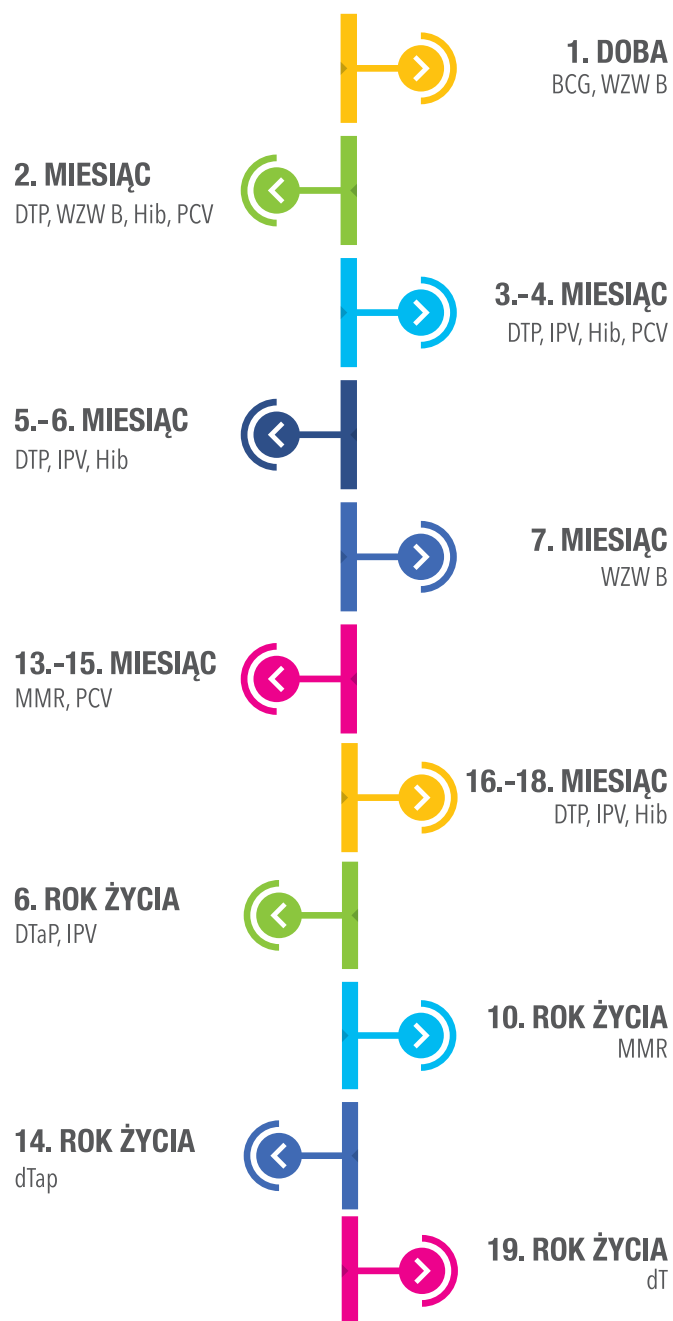 1. DOBA
BCG, WZW B
2. MIESIĄC
DTP, WZW B, Hib, PCV
3.-4. MIESIĄC
DTP, IPV, Hib, PCV
5.-6. MIESIĄC
DTP, IPV, Hib
7. MIESIĄC
WZW B
13.-15. MIESIĄC
MMR, PCV
16.-18. MIESIĄC
DTP, IPV, Hib
6. ROK ŻYCIA
DTaP, IPV
10. ROK ŻYCIA
MMR
14. ROK ŻYCIA
dTap
19. ROK ŻYCIA
dT